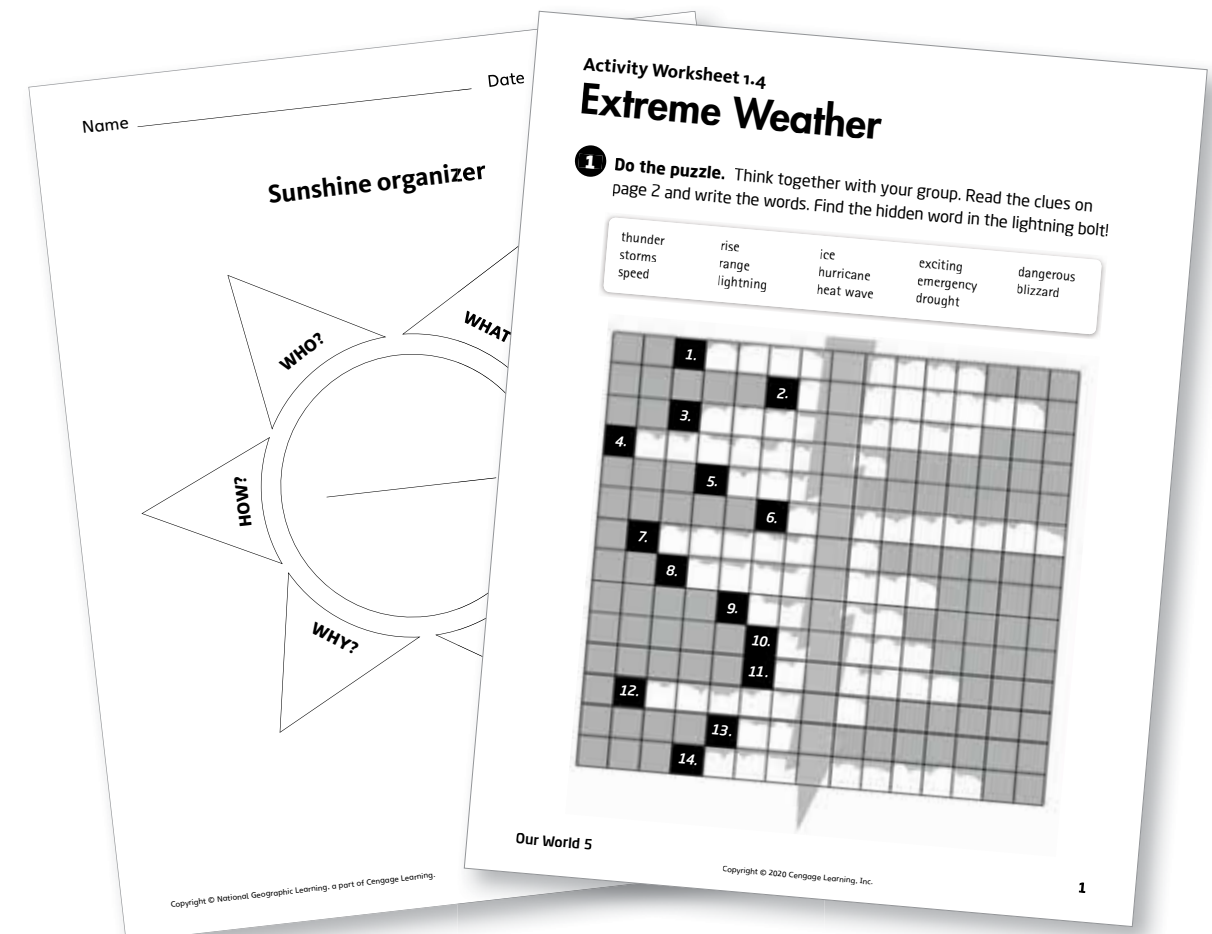 Name
Date
Sunshine organizer
WHO?
WHAT
HOW?
WHY?
Copyright © National Geographic Learning, a part of Cengage Learning.
Activity Worksheet 1.4
Extreme Weather
1 Do the puzzle. Think together with your group. Read the clues on
page 2 and write the words. Find the hidden word in the lightning bolt!
thunder rise ice exciting dangerous
storms range hurricane emergency blizzard
speed lightning heat wave drought
1.
2.
3.
4.
5.
6.
7.
8.
9.
10.
11.
12.
13.
14.
Our World 5
Copyright © 2020 Cengage Learning, Inc.
1